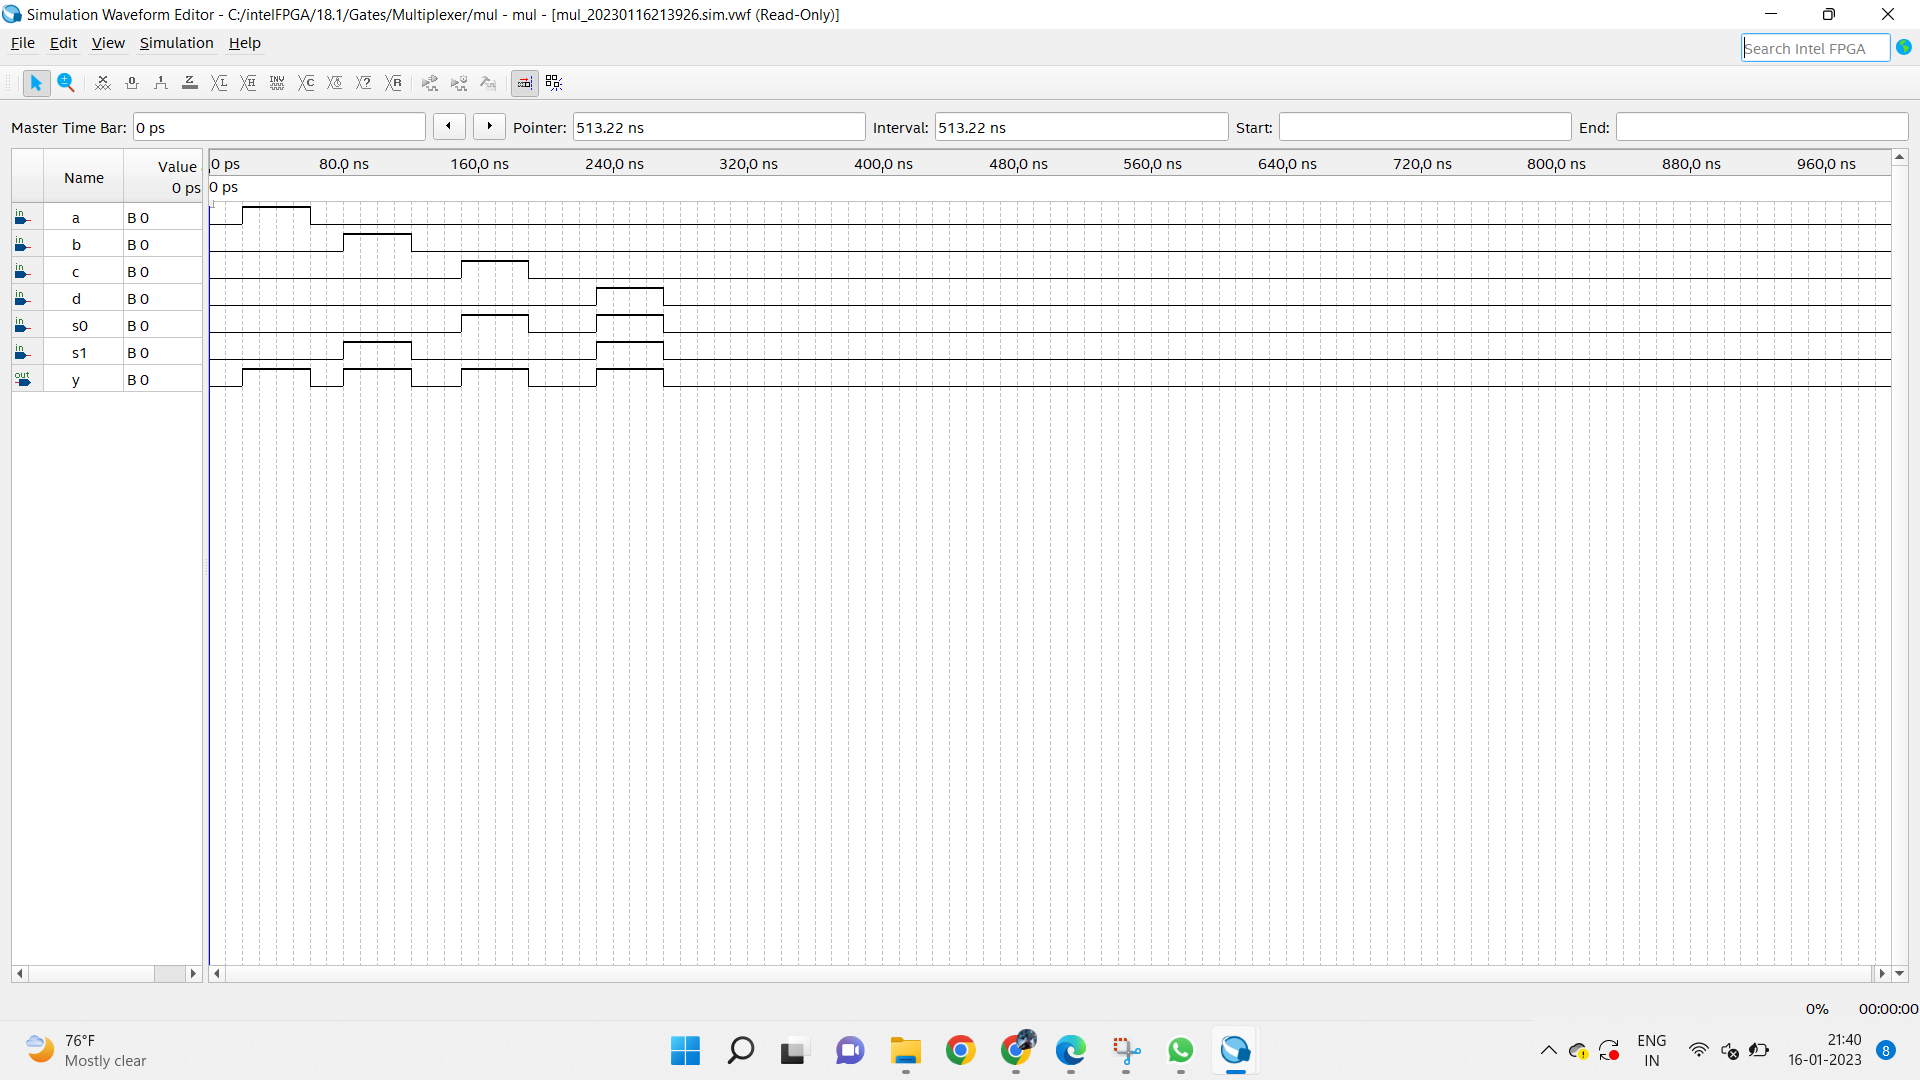 Simulation Waveform Editor - C:/intelFPGA/18.1/Gates/Multiplexer/mul - mul - [mul_20230116213926.sim.vwf (Read-Only)]
File Edit View Simulation Help
Search Intel FPGA
Master Time Bar: 0 ps Pointer: 513.22 ns Interval: 513.22 ns Start: End:
Name Value 0 ps
0 ps 80.0 ns 160.0 ns 240.0 ns 320.0 ns 400.0 ns 480.0 ns 560.0 ns 640.0 ns 720.0 ns 800.0 ns 880.0 ns 960.0 ns
0 ps
in a B 0
in b B 0
in c B 0
in d B 0
in s0 B 0
in s1 B 0
out y B 0
0% 00:00:00
76°F
Mostly clear
ENG
IN
21:40
16-01-2023
8